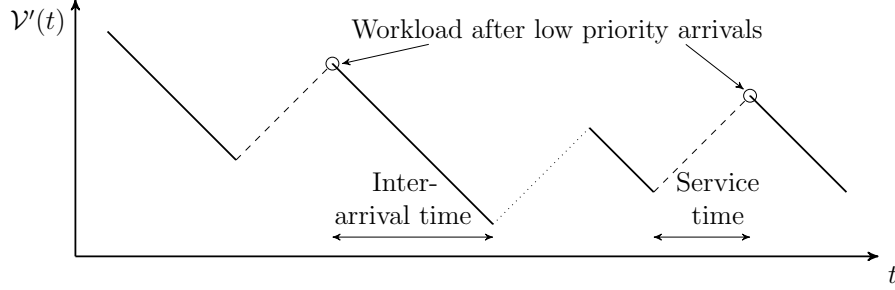 𝒱′(t)
Workload after low priority arrivals
Inter-
arrival time
Service
time
t